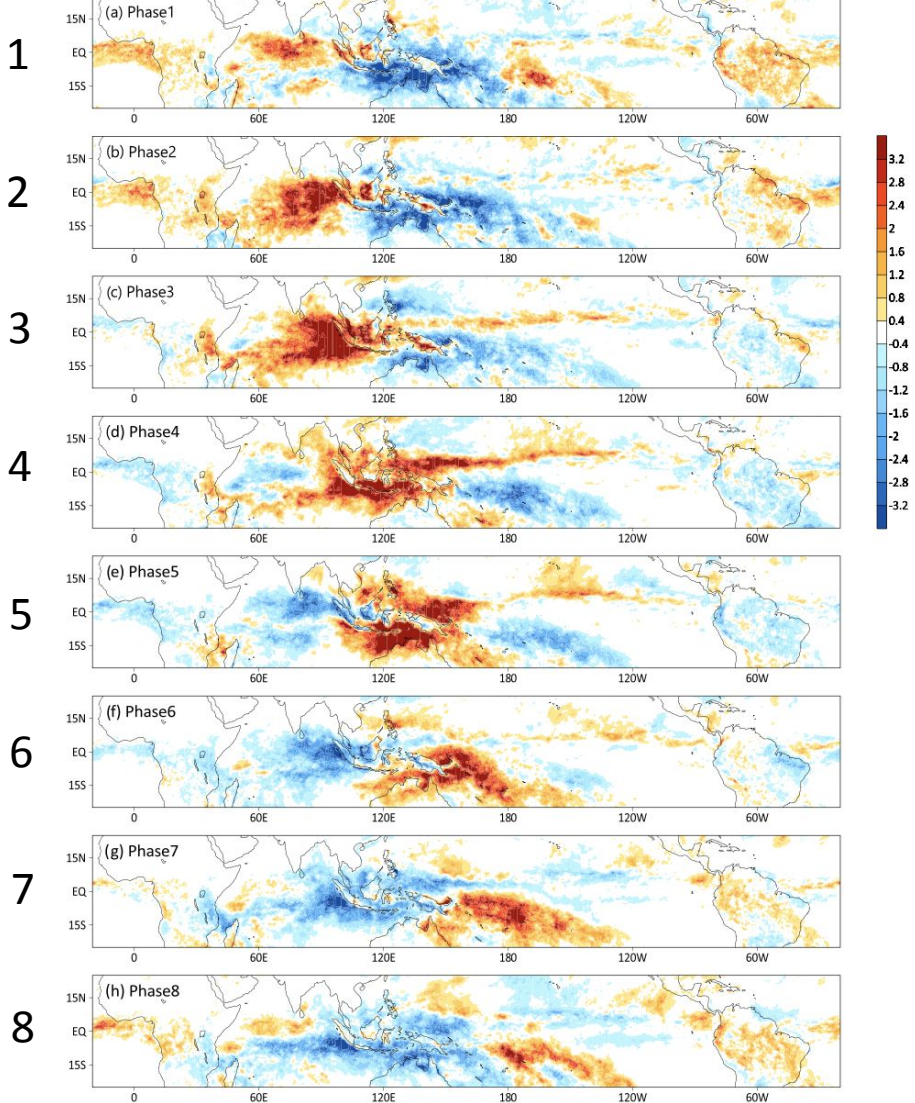 1
(a) Phase1
15N
EQ
15S
0 60E 120E 180 120W 60W
2
(b) Phase2
15N
EQ
15S
0 60E 120E 180 120W 60W
3
(c) Phase3
15N
EQ
15S
0 60E 120E 180 120W 60W
4
(d) Phase4
15N
EQ
15S
0 60E 120E 180 120W 60W
5
(e) Phase5
15N
EQ
15S
0 60E 120E 180 120W 60W
6
(f) Phase6
15N
EQ
15S
0 60E 120E 180 120W 60W
7
(g) Phase7
15N
EQ
15S
0 60E 120E 180 120W 60W
8
(h) Phase8
15N
EQ
15S
0 60E 120E 180 120W 60W
3.2
2.8
2.4
2
1.6
1.2
0.8
0.4
-0.4
-0.8
-1.2
-1.6
-2
-2.4
-2.8
-3.2